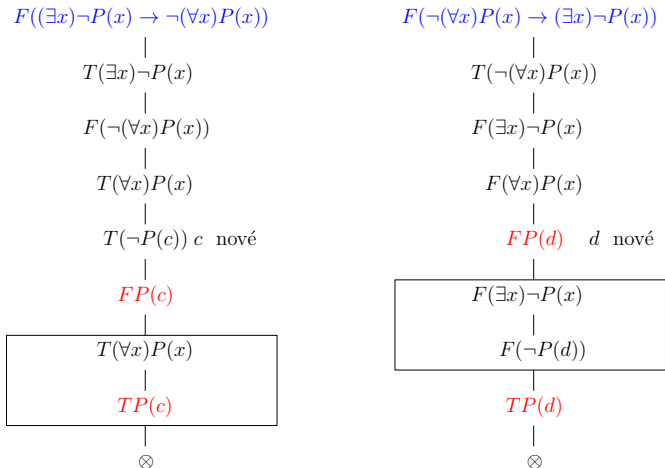 F((∃x)¬P(x) → ¬(∀x)P(x))
T(∃x)¬P(x)
F(¬(∀x)P(x))
T(∀x)P(x)
T(¬P(c)) c nové
FP(c)
T(∀x)P(x)
TP(c)
⊗
F(¬(∀x)P(x) → (∃x)¬P(x))
T(¬(∀x)P(x))
F(∃x)¬P(x)
F(∀x)P(x)
FP(d) d nové
F(∃x)¬P(x)
F(¬P(d))
TP(d)
⊗